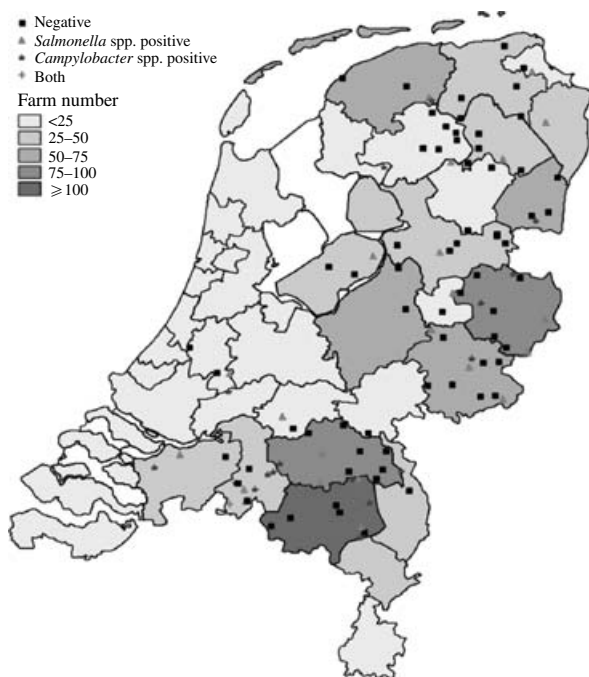 Negative
Salmonella spp. positive
Campylobacter spp. positive
Both
Farm number
<25
25–50
50–75
75–100
⩾100